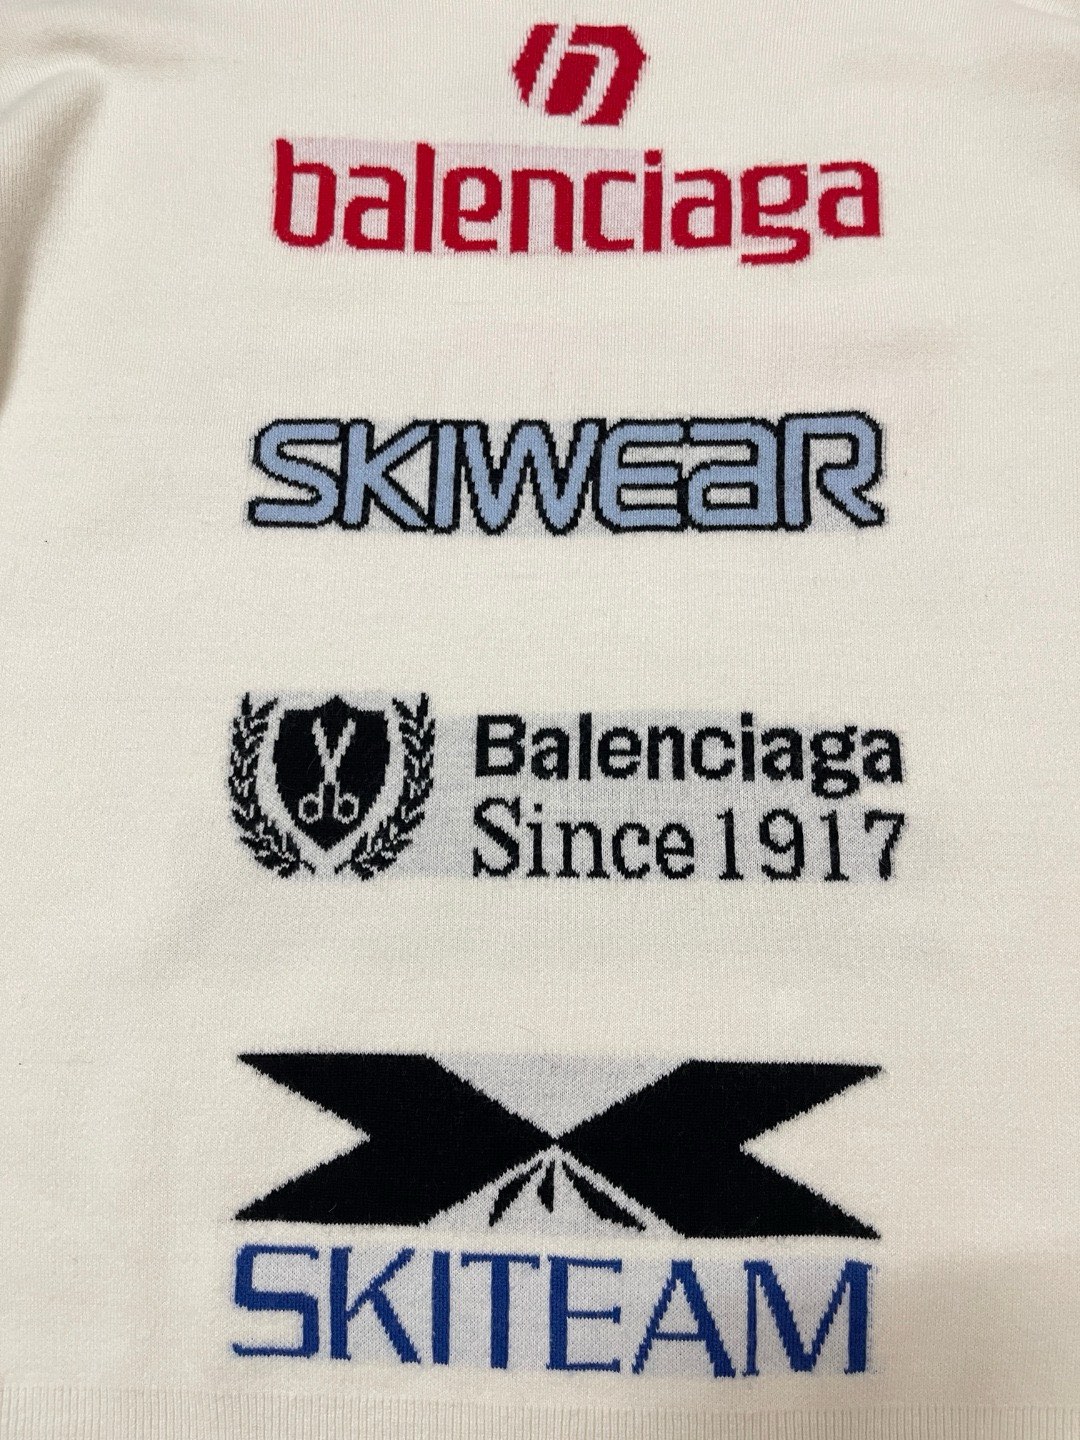 balenciaga
SKIWEAR
Balenciaga
Since 1917
SKITEAM